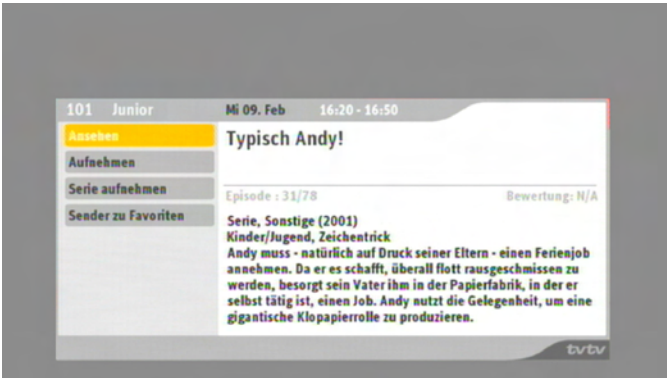 101 Junior Mi 09. Feb 16:20 - 16:50
Ansehen
Aufnehmen
Serie aufnehmen
Sender zu Favoriten
Typisch Andy!
Episode : 31/78 Bewertung: N/A
Serie, Sonstige (2001)
Kinder/Jugend, Zeichentrick
Andy muss - natürlich auf Druck seiner Eltern - einen Ferienjob
annehmen. Da er es schafft, überall flott rausgeschmissen zu
werden, besorgt sein Vater ihm in der Papierfabrik, in der er
selbst tätig ist, einen Job. Andy nutzt die Gelegenheit, um eine
gigantische Klopapierrolle zu produzieren.
tvtv